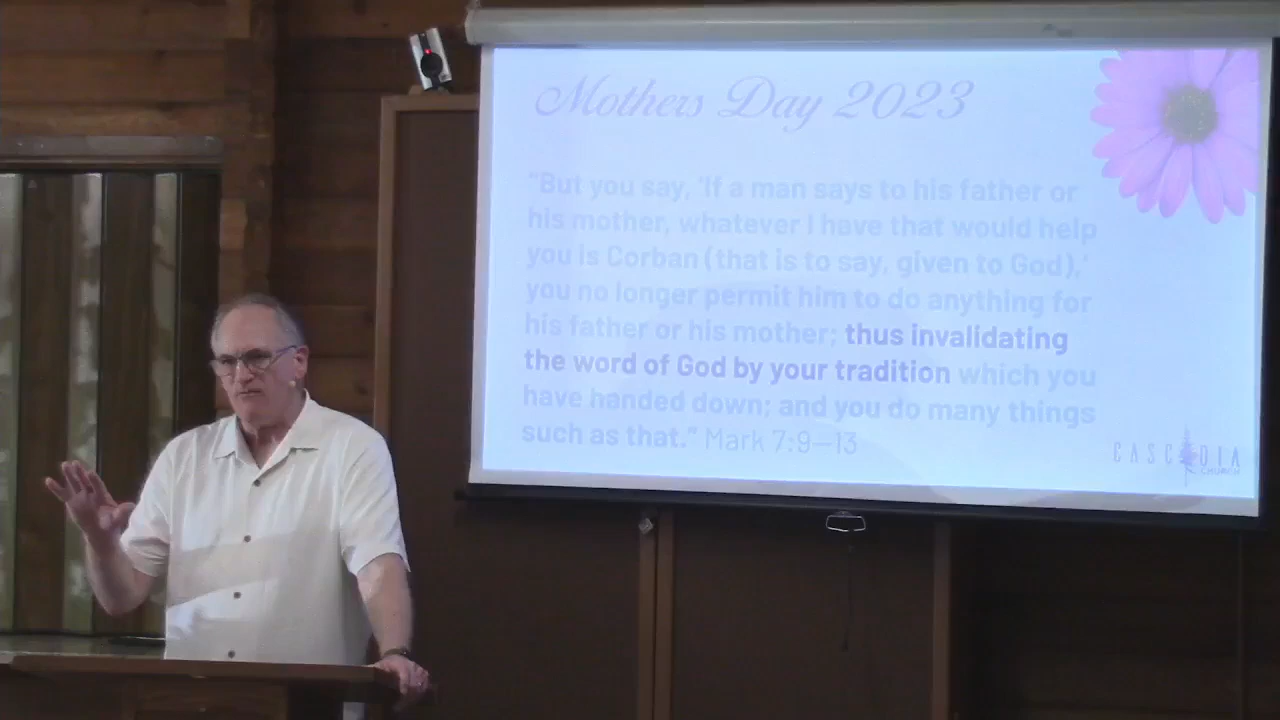 Mothers Day 2023
"But you say, 'If a man says to his father or
his mother, whatever I have that would help
you is Corban (that is to say, given to God),'
you no longer permit him to do anything for
his father or his mother; thus invalidating
the word of God by your tradition which you
have handed down; and you do many things
such as that." Mark 7:9–13
CASCADIA
CHURCH